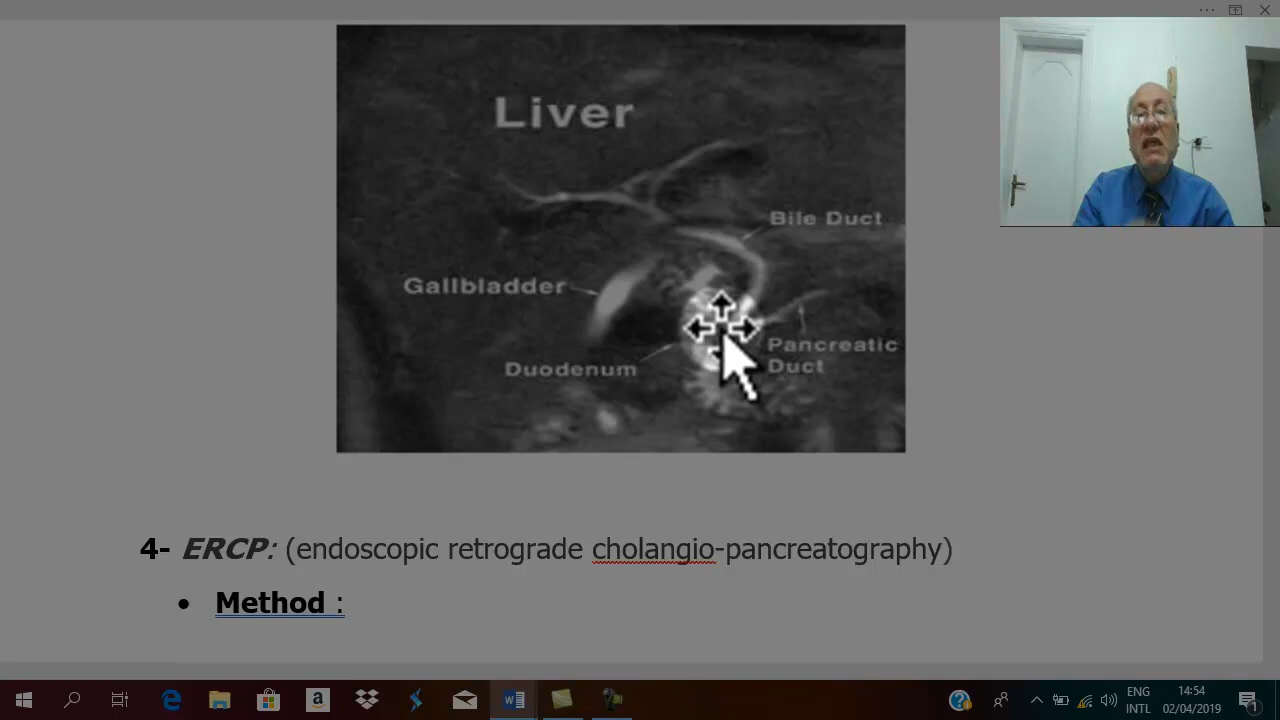 Liver
Bile Duct
Gallbladder
Pancreatic
Duct
Duodenum
4- ERCP: (endoscopic retrograde cholangio-pancreatography)
• Method :
ENG
INTL
14:54
02/04/2019
1